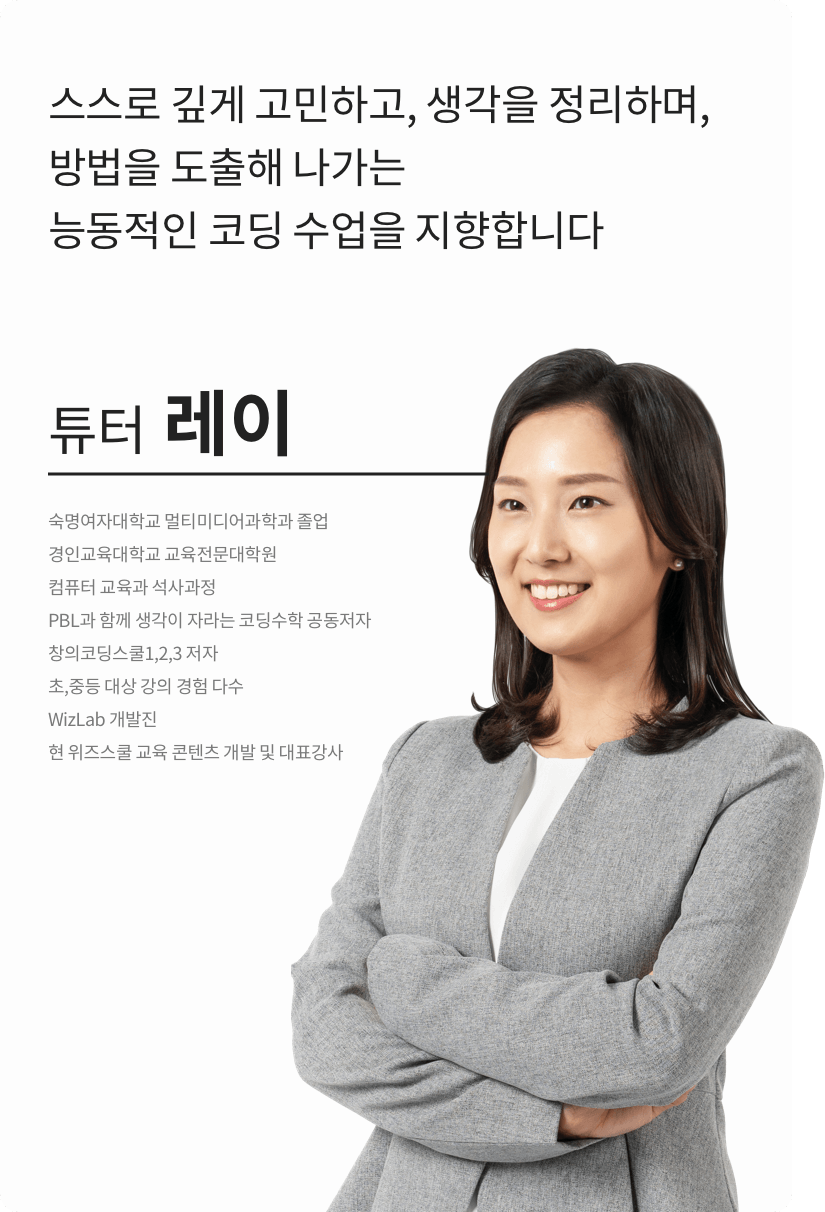 스스로 깊게 고민하고, 생각을 정리하며,
방법을 도출해 나가는
능동적인 코딩 수업을 지향합니다
튜터 레이
숙명여자대학교 멀티미디어과학과 졸업
경인교육대학교 교육전문대학원
컴퓨터 교육과 석사과정
PBL과 함께 생각이 자라는 코딩수학 공동저자
창의코딩스쿨1,2,3 저자
초,중등 대상 강의 경험 다수
WizLab 개발진
현 위즈스쿨 교육 콘텐츠 개발 및 대표강사